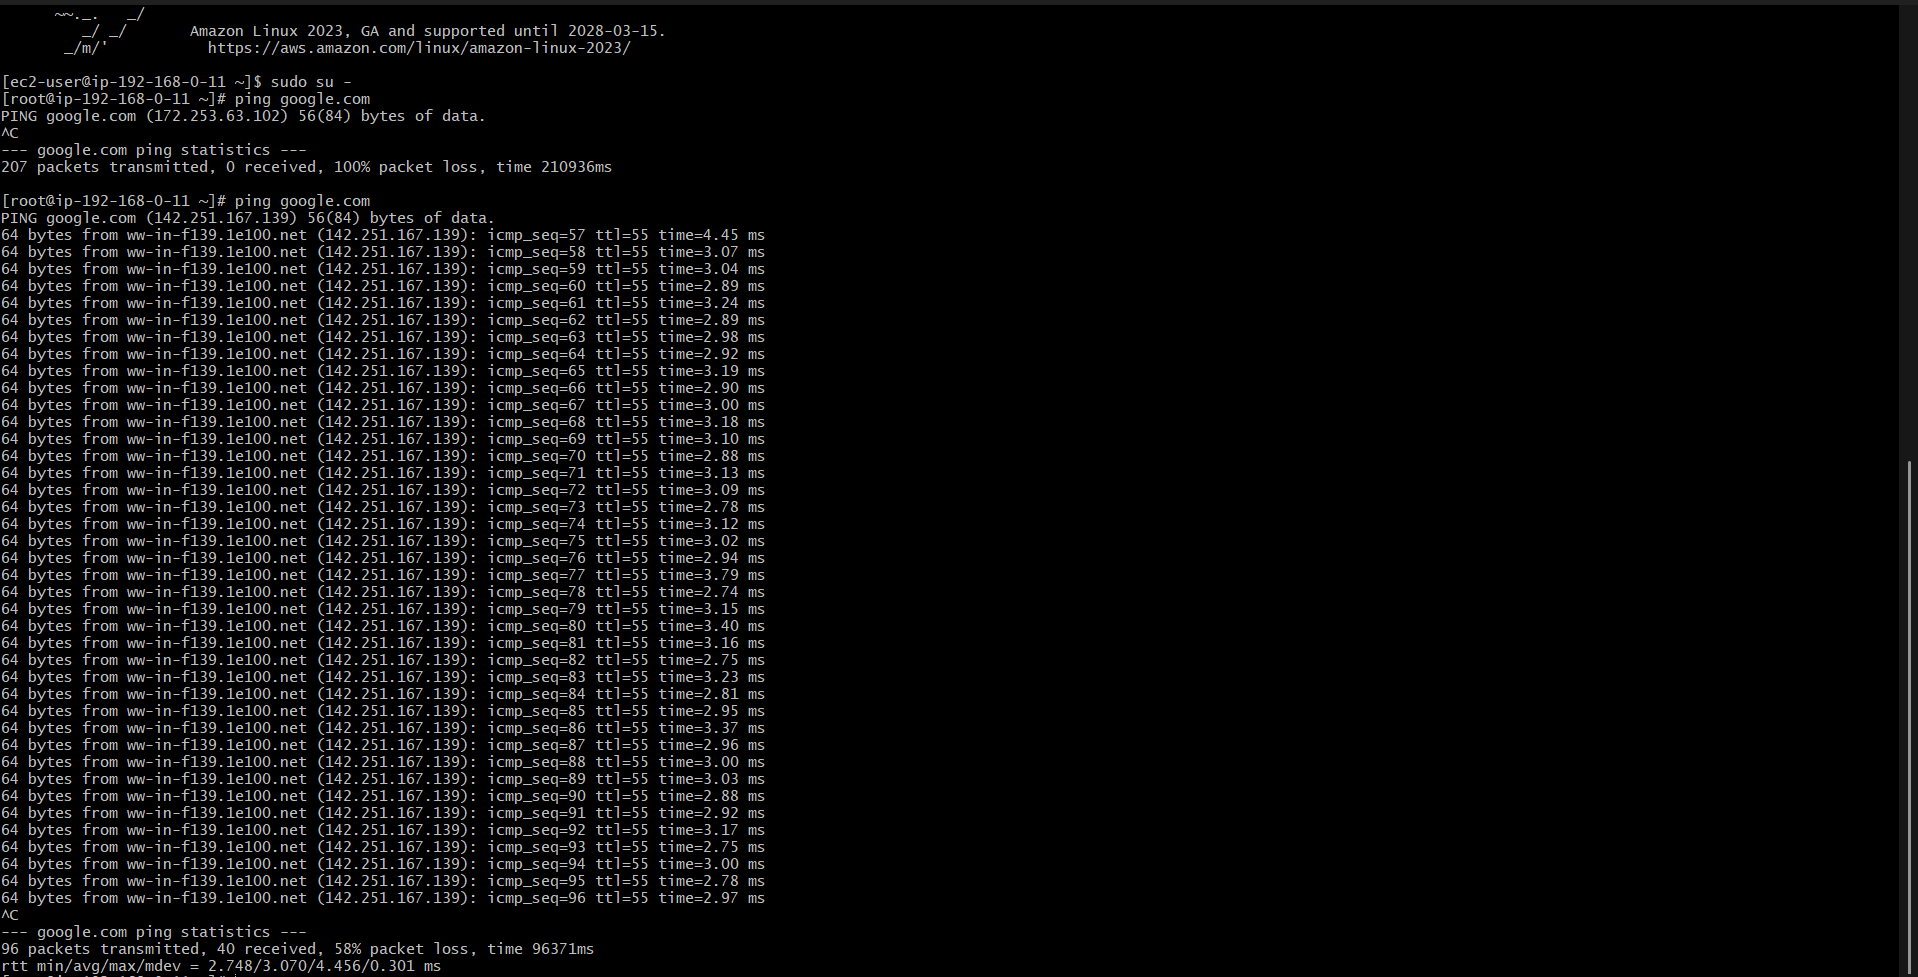 ~~._.   _/
_/ _/       Amazon Linux 2023, GA and supported until 2028-03-15.
_/m/'           https://aws.amazon.com/linux/amazon-linux-2023/
[ec2-user@ip-192-168-0-11 ~]$ sudo su -
[root@ip-192-168-0-11 ~]# ping google.com
PING google.com (172.253.63.102) 56(84) bytes of data.
^C
--- google.com ping statistics ---
207 packets transmitted, 0 received, 100% packet loss, time 210936ms
[root@ip-192-168-0-11 ~]# ping google.com
PING google.com (142.251.167.139) 56(84) bytes of data.
64 bytes from ww-in-f139.1e100.net (142.251.167.139): icmp_seq=57 ttl=55 time=4.45 ms
64 bytes from ww-in-f139.1e100.net (142.251.167.139): icmp_seq=58 ttl=55 time=3.07 ms
64 bytes from ww-in-f139.1e100.net (142.251.167.139): icmp_seq=59 ttl=55 time=3.04 ms
64 bytes from ww-in-f139.1e100.net (142.251.167.139): icmp_seq=60 ttl=55 time=2.89 ms
64 bytes from ww-in-f139.1e100.net (142.251.167.139): icmp_seq=61 ttl=55 time=3.24 ms
64 bytes from ww-in-f139.1e100.net (142.251.167.139): icmp_seq=62 ttl=55 time=2.89 ms
64 bytes from ww-in-f139.1e100.net (142.251.167.139): icmp_seq=63 ttl=55 time=2.98 ms
64 bytes from ww-in-f139.1e100.net (142.251.167.139): icmp_seq=64 ttl=55 time=2.92 ms
64 bytes from ww-in-f139.1e100.net (142.251.167.139): icmp_seq=65 ttl=55 time=3.19 ms
64 bytes from ww-in-f139.1e100.net (142.251.167.139): icmp_seq=66 ttl=55 time=2.90 ms
64 bytes from ww-in-f139.1e100.net (142.251.167.139): icmp_seq=67 ttl=55 time=3.00 ms
64 bytes from ww-in-f139.1e100.net (142.251.167.139): icmp_seq=68 ttl=55 time=3.18 ms
64 bytes from ww-in-f139.1e100.net (142.251.167.139): icmp_seq=69 ttl=55 time=3.10 ms
64 bytes from ww-in-f139.1e100.net (142.251.167.139): icmp_seq=70 ttl=55 time=2.88 ms
64 bytes from ww-in-f139.1e100.net (142.251.167.139): icmp_seq=71 ttl=55 time=3.13 ms
64 bytes from ww-in-f139.1e100.net (142.251.167.139): icmp_seq=72 ttl=55 time=3.09 ms
64 bytes from ww-in-f139.1e100.net (142.251.167.139): icmp_seq=73 ttl=55 time=2.78 ms
64 bytes from ww-in-f139.1e100.net (142.251.167.139): icmp_seq=74 ttl=55 time=3.12 ms
64 bytes from ww-in-f139.1e100.net (142.251.167.139): icmp_seq=75 ttl=55 time=3.02 ms
64 bytes from ww-in-f139.1e100.net (142.251.167.139): icmp_seq=76 ttl=55 time=2.94 ms
64 bytes from ww-in-f139.1e100.net (142.251.167.139): icmp_seq=77 ttl=55 time=3.79 ms
64 bytes from ww-in-f139.1e100.net (142.251.167.139): icmp_seq=78 ttl=55 time=2.74 ms
64 bytes from ww-in-f139.1e100.net (142.251.167.139): icmp_seq=79 ttl=55 time=3.15 ms
64 bytes from ww-in-f139.1e100.net (142.251.167.139): icmp_seq=80 ttl=55 time=3.40 ms
64 bytes from ww-in-f139.1e100.net (142.251.167.139): icmp_seq=81 ttl=55 time=3.16 ms
64 bytes from ww-in-f139.1e100.net (142.251.167.139): icmp_seq=82 ttl=55 time=2.75 ms
64 bytes from ww-in-f139.1e100.net (142.251.167.139): icmp_seq=83 ttl=55 time=3.23 ms
64 bytes from ww-in-f139.1e100.net (142.251.167.139): icmp_seq=84 ttl=55 time=2.81 ms
64 bytes from ww-in-f139.1e100.net (142.251.167.139): icmp_seq=85 ttl=55 time=2.95 ms
64 bytes from ww-in-f139.1e100.net (142.251.167.139): icmp_seq=86 ttl=55 time=3.37 ms
64 bytes from ww-in-f139.1e100.net (142.251.167.139): icmp_seq=87 ttl=55 time=2.96 ms
64 bytes from ww-in-f139.1e100.net (142.251.167.139): icmp_seq=88 ttl=55 time=3.00 ms
64 bytes from ww-in-f139.1e100.net (142.251.167.139): icmp_seq=89 ttl=55 time=3.03 ms
64 bytes from ww-in-f139.1e100.net (142.251.167.139): icmp_seq=90 ttl=55 time=2.88 ms
64 bytes from ww-in-f139.1e100.net (142.251.167.139): icmp_seq=91 ttl=55 time=2.92 ms
64 bytes from ww-in-f139.1e100.net (142.251.167.139): icmp_seq=92 ttl=55 time=3.17 ms
64 bytes from ww-in-f139.1e100.net (142.251.167.139): icmp_seq=93 ttl=55 time=2.75 ms
64 bytes from ww-in-f139.1e100.net (142.251.167.139): icmp_seq=94 ttl=55 time=3.00 ms
64 bytes from ww-in-f139.1e100.net (142.251.167.139): icmp_seq=95 ttl=55 time=2.78 ms
64 bytes from ww-in-f139.1e100.net (142.251.167.139): icmp_seq=96 ttl=55 time=2.97 ms
^C
--- google.com ping statistics ---
96 packets transmitted, 40 received, 58% packet loss, time 96371ms
rtt min/avg/max/mdev = 2.748/3.070/4.456/0.301 ms